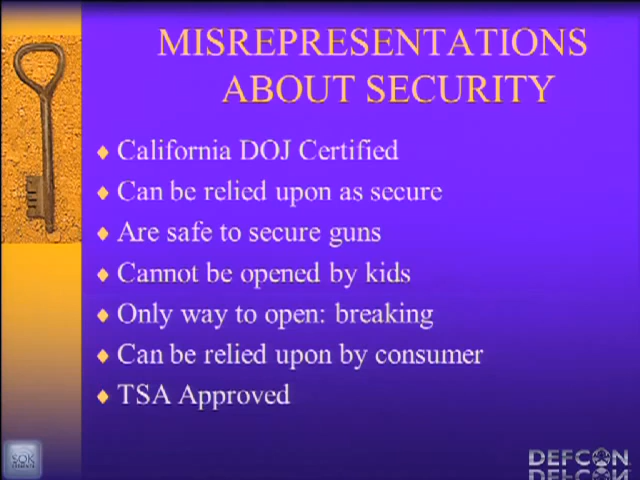 MISREPRESENTATIONS
ABOUT SECURITY
California DOJ Certified
Can be relied upon as secure
Are safe to secure guns
Cannot be opened by kids
Only way to open: breaking
Can be relied upon by consumer
TSA Approved
SOK
DEFCON